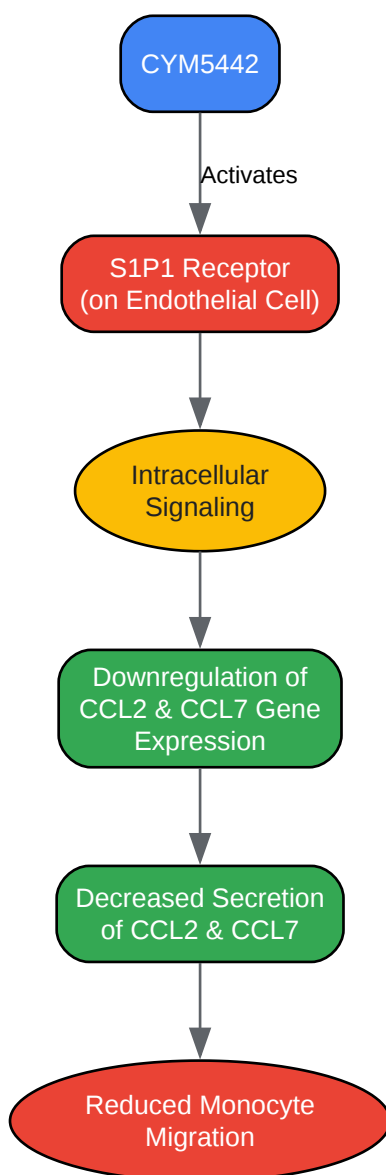 CYM5442
Activates
S1P1 Receptor
(on Endothelial Cell)
Intracellular
Signaling
Downregulation of
CCL2 & CCL7 Gene
Expression
Decreased Secretion
of CCL2 & CCL7
Reduced Monocyte
Migration